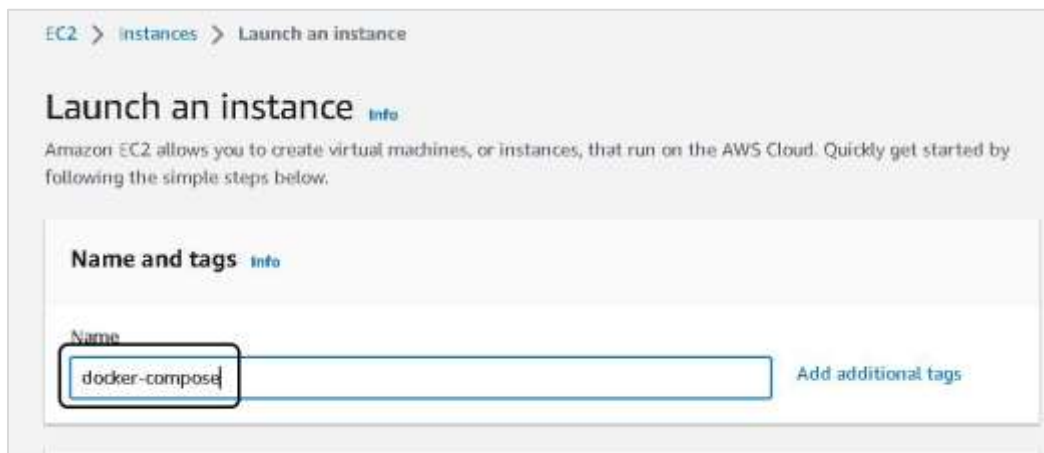 EC2 > Instances > Launch an instance
Launch an instance Info
Amazon EC2 allows you to create virtual machines, or instances, that run on the AWS Cloud. Quickly get started by
following the simple steps below.
Name and tags Info
Name
docker-compose Add additional tags